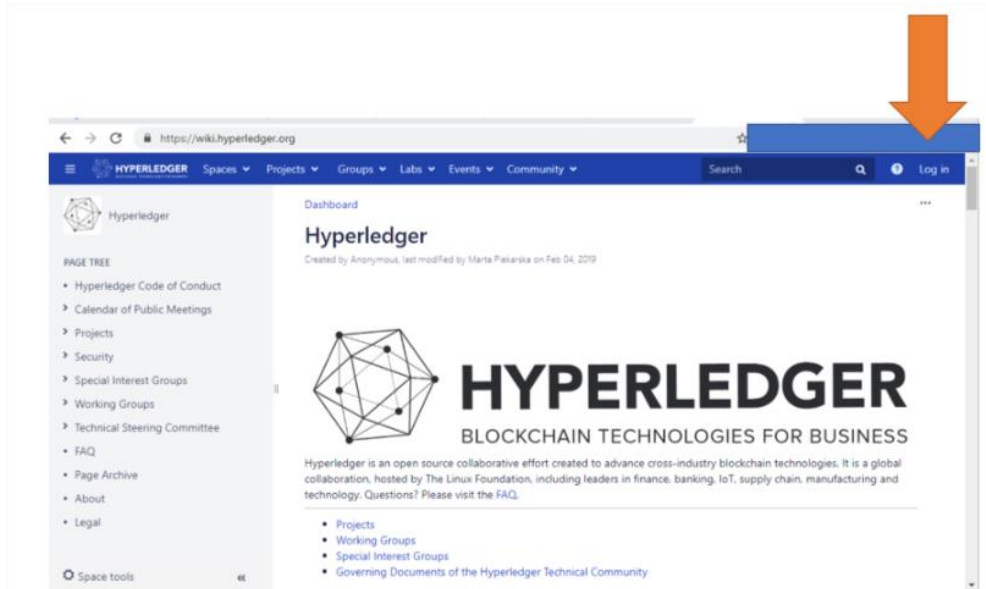 https://wiki.hyperledger.org
HYPERLEDGER Spaces Projects Groups Labs Events Community Search Log in
Hyperledger
PAGE TREE
Hyperledger Code of Conduct
Calendar of Public Meetings
Projects
Security
Special Interest Groups
Working Groups
Technical Steering Committee
FAQ
Page Archive
About
Legal
Space tools
Dashboard
Hyperledger
Created by Anonymous, last modified by Marta Piekarska on Feb 04, 2019
HYPERLEDGER
BLOCKCHAIN TECHNOLOGIES FOR BUSINESS
Hyperledger is an open source collaborative effort created to advance cross-industry blockchain technologies. It is a global
collaboration, hosted by The Linux Foundation, including leaders in finance, banking, IoT, supply chain, manufacturing and
technology. Questions? Please visit the FAQ.
Projects
Working Groups
Special Interest Groups
Governing Documents of the Hyperledger Technical Community